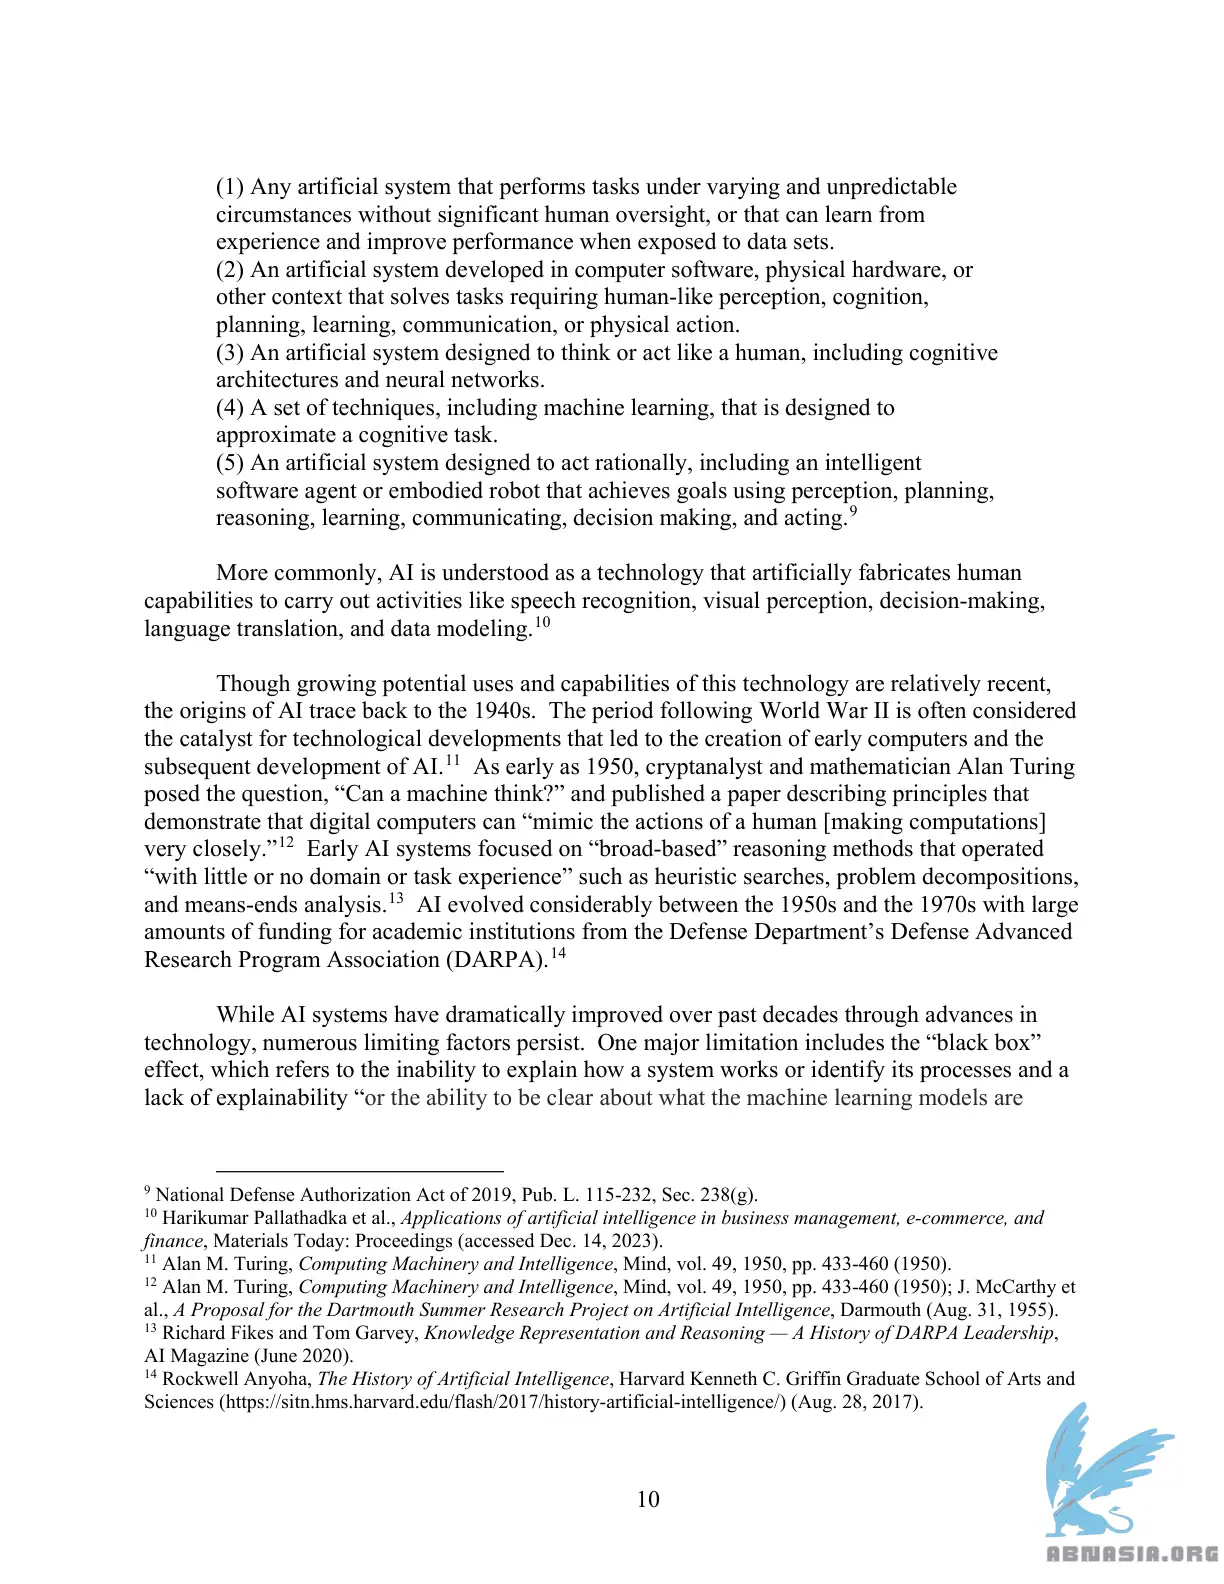 (1) Any artificial system that performs tasks under varying and unpredictable
circumstances without significant human oversight, or that can learn from
experience and improve performance when exposed to data sets.
(2) An artificial system developed in computer software, physical hardware, or
other context that solves tasks requiring human-like perception, cognition,
planning, learning, communication, or physical action.
(3) An artificial system designed to think or act like a human, including cognitive
architectures and neural networks.
(4) A set of techniques, including machine learning, that is designed to
approximate a cognitive task.
(5) An artificial system designed to act rationally, including an intelligent
software agent or embodied robot that achieves goals using perception, planning,
reasoning, learning, communicating, decision making, and acting.9
More commonly, AI is understood as a technology that artificially fabricates human
capabilities to carry out activities like speech recognition, visual perception, decision-making,
language translation, and data modeling.10
Though growing potential uses and capabilities of this technology are relatively recent,
the origins of AI trace back to the 1940s.  The period following World War II is often considered
the catalyst for technological developments that led to the creation of early computers and the
subsequent development of AI.11  As early as 1950, cryptanalyst and mathematician Alan Turing
posed the question, “Can a machine think?” and published a paper describing principles that
demonstrate that digital computers can “mimic the actions of a human [making computations]
very closely.”12  Early AI systems focused on “broad-based” reasoning methods that operated
“with little or no domain or task experience” such as heuristic searches, problem decompositions,
and means-ends analysis.13  AI evolved considerably between the 1950s and the 1970s with large
amounts of funding for academic institutions from the Defense Department’s Defense Advanced
Research Program Association (DARPA).14
While AI systems have dramatically improved over past decades through advances in
technology, numerous limiting factors persist.  One major limitation includes the “black box”
effect, which refers to the inability to explain how a system works or identify its processes and a
lack of explainability “or the ability to be clear about what the machine learning models are
9 National Defense Authorization Act of 2019, Pub. L. 115-232, Sec. 238(g).
10 Harikumar Pallathadka et al., Applications of artificial intelligence in business management, e-commerce, and
finance, Materials Today: Proceedings (accessed Dec. 14, 2023).
11 Alan M. Turing, Computing Machinery and Intelligence, Mind, vol. 49, 1950, pp. 433-460 (1950).
12 Alan M. Turing, Computing Machinery and Intelligence, Mind, vol. 49, 1950, pp. 433-460 (1950); J. McCarthy et
al., A Proposal for the Dartmouth Summer Research Project on Artificial Intelligence, Darmouth (Aug. 31, 1955).
13 Richard Fikes and Tom Garvey, Knowledge Representation and Reasoning — A History of DARPA Leadership,
AI Magazine (June 2020).
14 Rockwell Anyoha, The History of Artificial Intelligence, Harvard Kenneth C. Griffin Graduate School of Arts and
Sciences (https://sitn.hms.harvard.edu/flash/2017/history-artificial-intelligence/) (Aug. 28, 2017).
10
ABNASIA.ORG